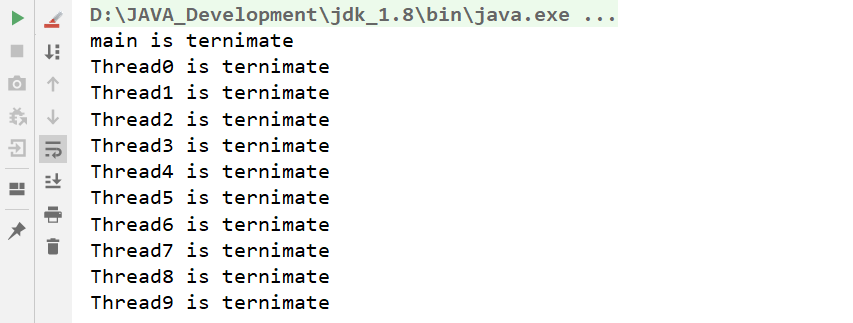 D:\JAVA_Development\jdk_1.8\bin\java.exe ...
main is ternimate
Thread0 is ternimate
Thread1 is ternimate
Thread2 is ternimate
Thread3 is ternimate
Thread4 is ternimate
Thread5 is ternimate
Thread6 is ternimate
Thread7 is ternimate
Thread8 is ternimate
Thread9 is ternimate